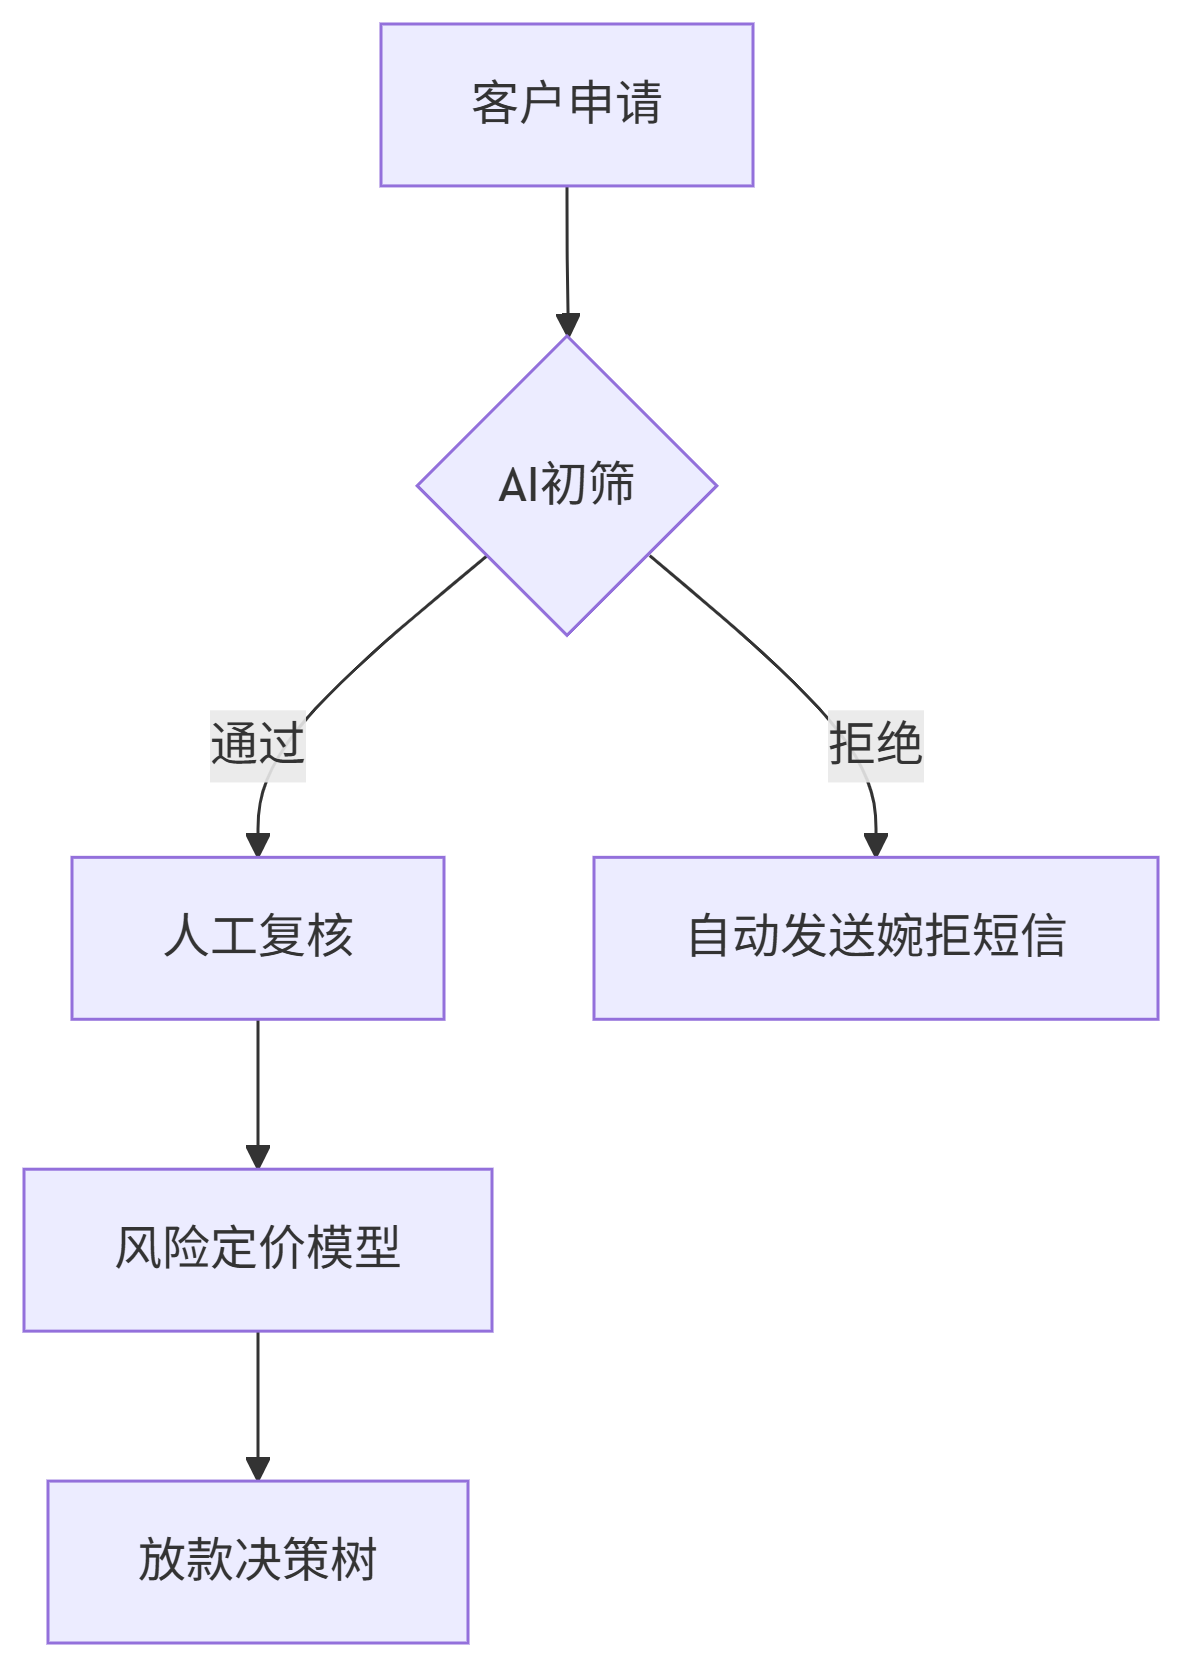 客户申请
AI初筛
通过
拒绝
人工复核
自动发送婉拒短信
风险定价模型
放款决策树